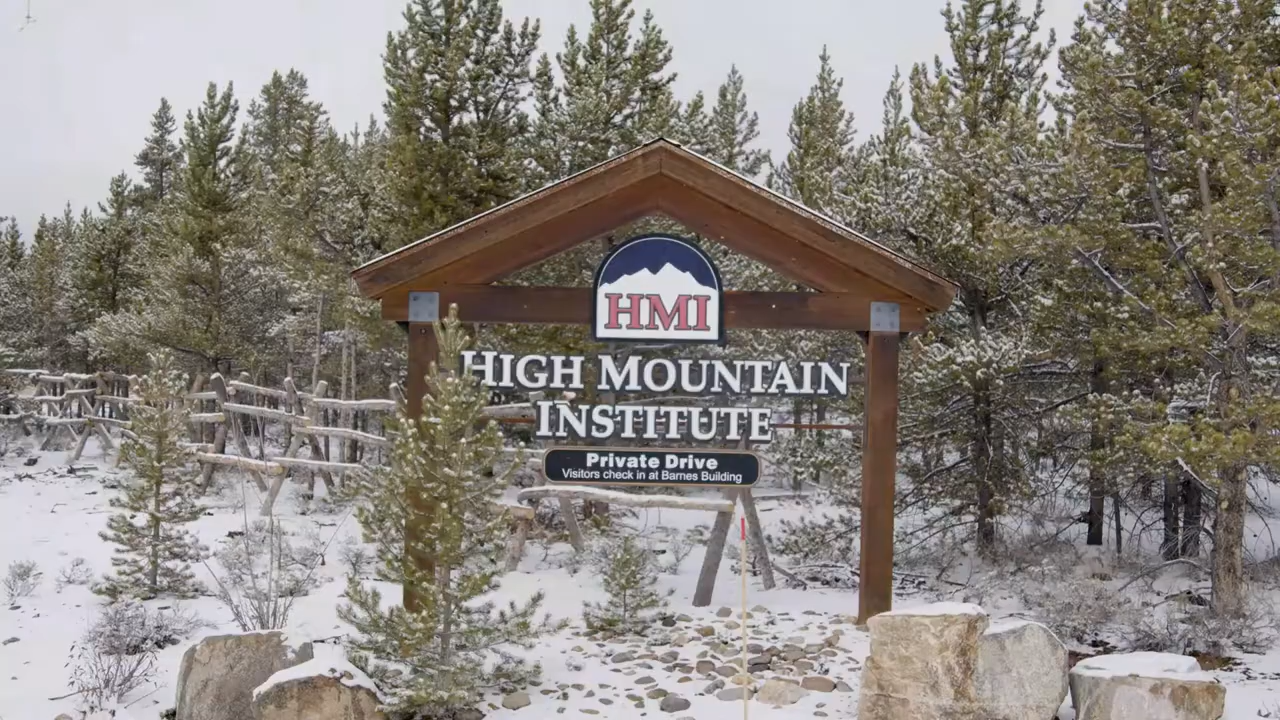 HMI
HIGH MOUNTAIN
INSTITUTE
Private Drive
Visitors check in at Barnes Building